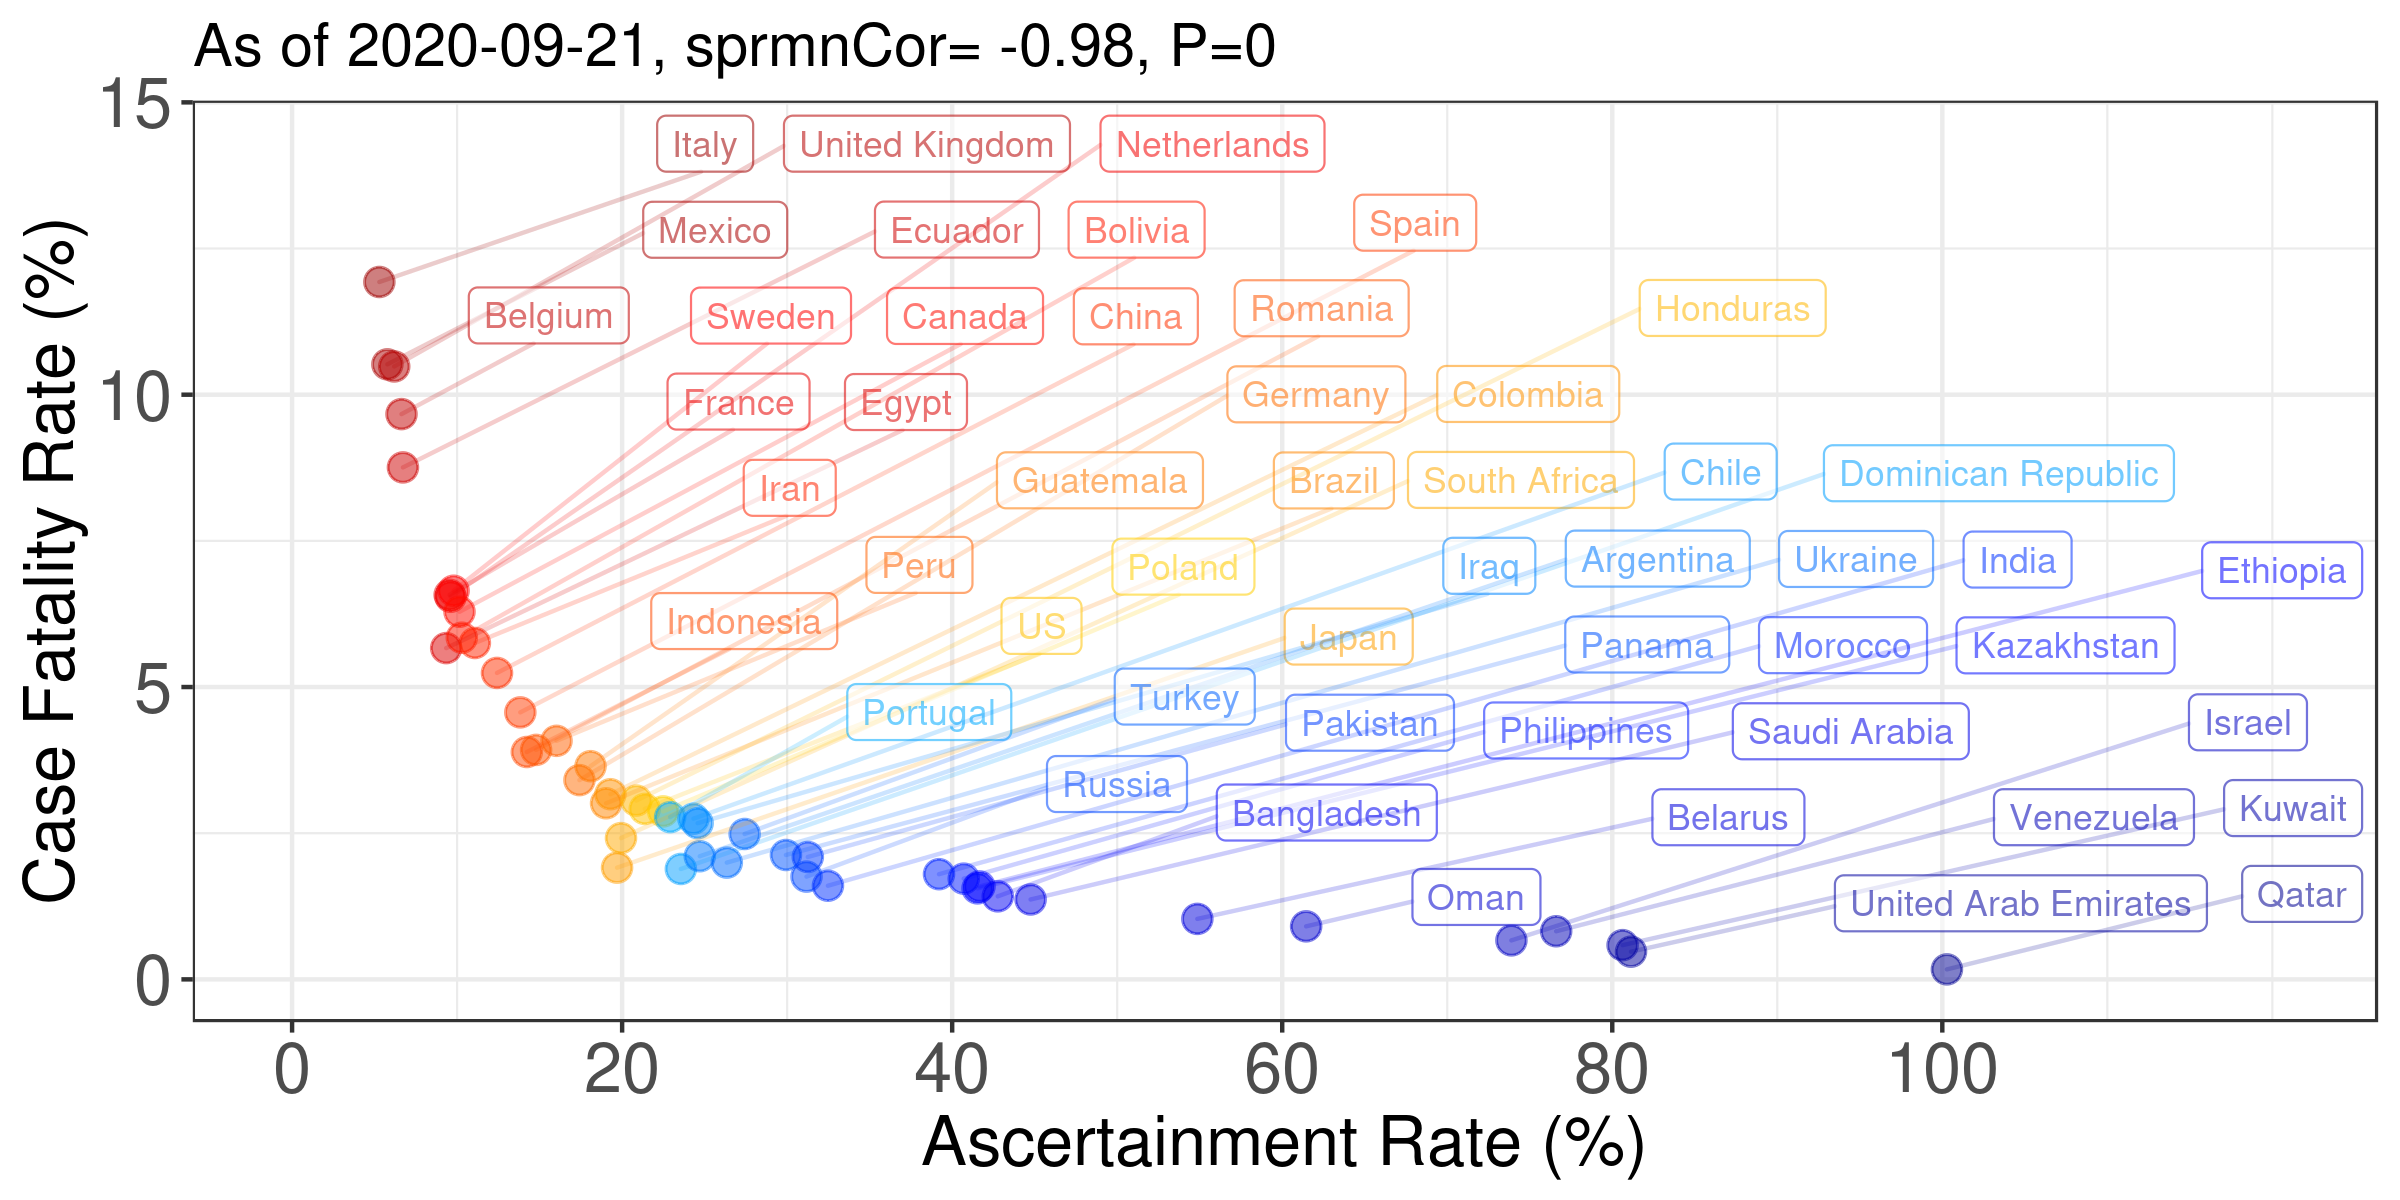 As of 2020-09-21, sprmnCor= -0.98, P=0
Case Fatality Rate (%)
15
10
5
0
Italy
United Kingdom
Netherlands
Mexico
Ecuador
Bolivia
Spain
Belgium
Sweden
Canada
China
Romania
Honduras
France
Egypt
Germany
Colombia
Iran
Guatemala
Brazil
South Africa
Chile
Dominican Republic
Peru
Poland
Iraq
Argentina
Ukraine
India
Ethiopia
Indonesia
US
Japan
Panama
Morocco
Kazakhstan
Portugal
Turkey
Pakistan
Philippines
Saudi Arabia
Israel
Russia
Bangladesh
Belarus
Venezuela
Kuwait
Oman
United Arab Emirates
Qatar
0
20
40
60
80
100
Ascertainment Rate (%)